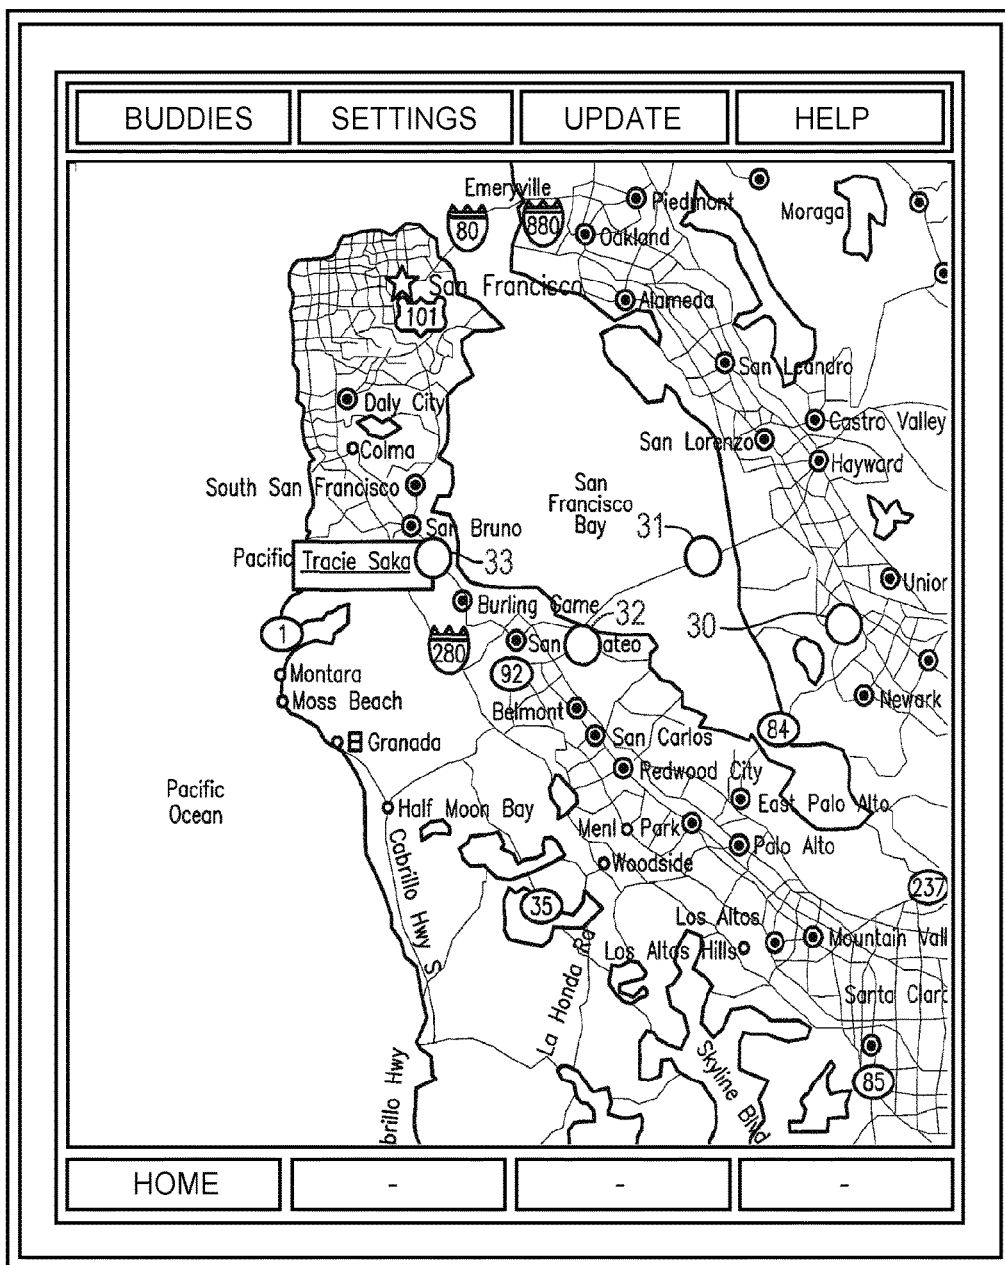 BUDDIES SETTINGS UPDATE HELP
Emeryville
80
880
Piedmont
Moraga
Oakland
San Francisco
Alameda
101
San Leandro
Daly City
Castro Valley
San Lorenzo
Colma
Hayward
South San Francisco
San Francisco Bay
31
San Bruno
Pacific
Tracie Saka
33
Union
Burling Game
32
30
1
280
San ateo
92
Montara
Newark
Moss Beach
Belmont
84
El Granada
San Carlos
Redwood City
Pacific Ocean
East Palo Alto
Half Moon Bay
Menl Park
Palo Alto
Woodside
Cabrillo Hwy S
237
35
Los Altos
Mountain Vall
Los Altos Hills
La Honda Rd
Santa Clara
Skyline Blvd
85
brillo Hwy
HOME - - -